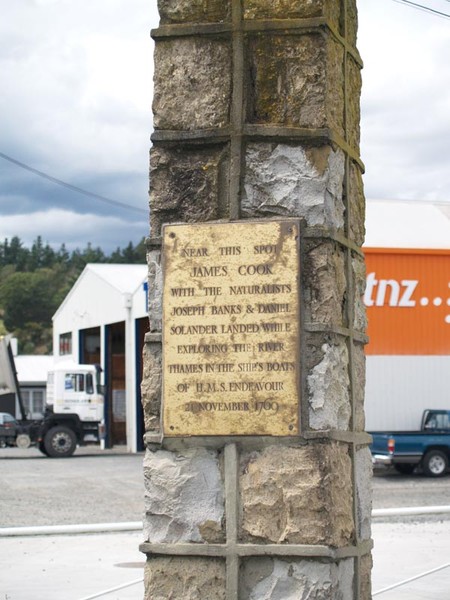 NEAR THIS SPOT
JAMES COOK
WITH THE NATURALISTS
JOSEPH BANKS & DANIEL
SOLANDER LANDED WHILE
EXPLORING THE RIVER
THAMES IN THE SHIP'S BOATS
OF H.M.S. ENDEAVOUR
21 NOVEMBER
tnz..